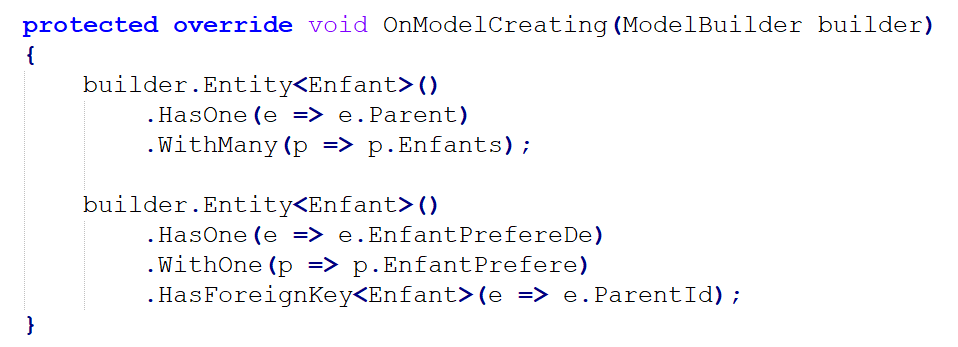 protected override void OnModelCreating(ModelBuilder builder)
{
    builder.Entity<Enfant>()
        .HasOne(e => e.Parent)
        .WithMany(p => p.Enfants);

    builder.Entity<Enfant>()
        .HasOne(e => e.EnfantPrefereDe)
        .WithOne(p => p.EnfantPrefere)
        .HasForeignKey<Enfant>(e => e.ParentId);
}